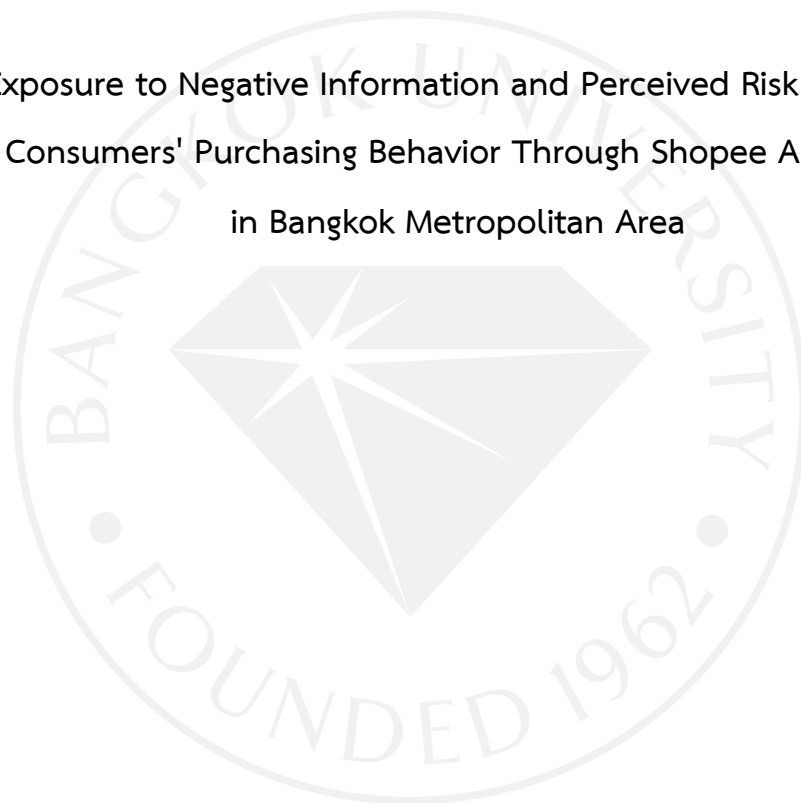 Exposure to Negative Information and Perceived Risk
Consumers' Purchasing Behavior Through Shopee A
in Bangkok Metropolitan Area
BANGKOK UNIVERSITY
FOUNDED 1962